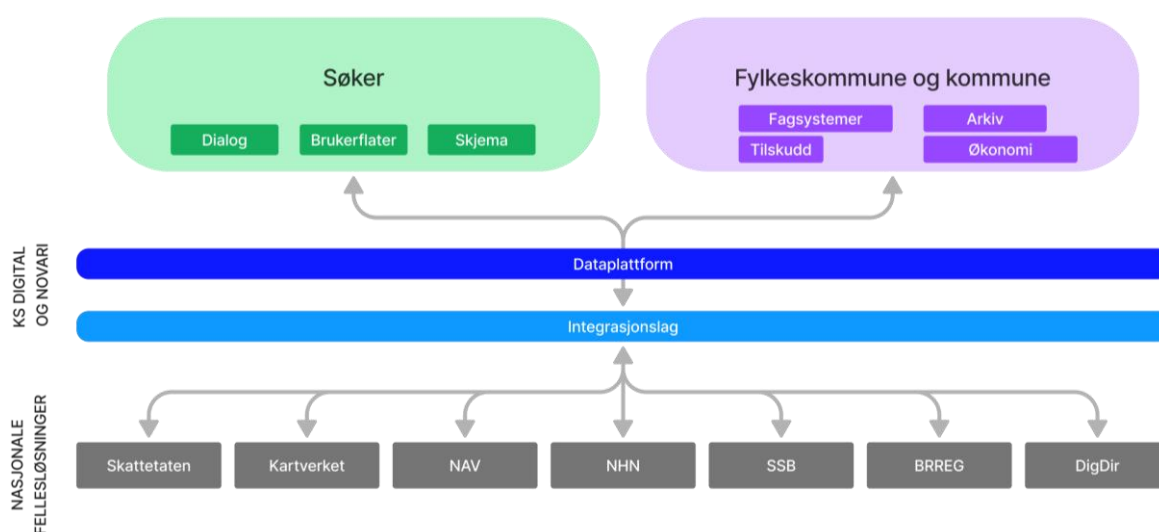 Søker
Dialog
Brukerflater
Skjema
Fylkeskommune og kommune
Fagsystemer
Arkiv
Tilskudd
Økonomi
KS DIGITAL
OG NOVARI
Dataplattform
Integrasjonslag
NASJONALE
FELLESLØSNINGER
Skattetaten
Kartverket
NAV
NHN
SSB
BRREG
DigDir